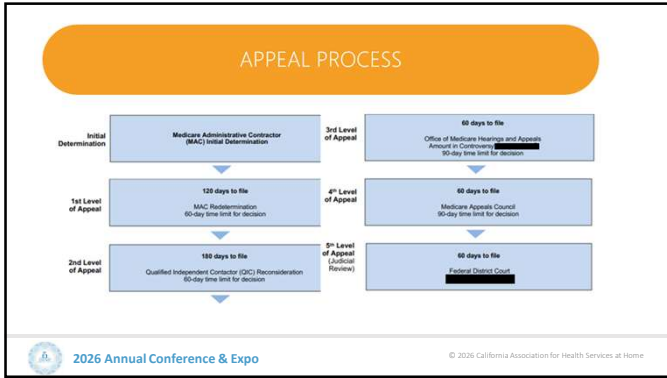 APPEAL PROCESS
Initial
Determination
Medicare Administrative Contractor
(MAC) Initial Determination
1st Level
of Appeal
120 days to file
MAC Redetermination
60-day time limit for decision
2nd Level
of Appeal
180 days to file
Qualified Independent Contactor (QIC) Reconsideration
60-day time limit for decision
3rd Level
of Appeal
60 days to file
Office of Medicare Hearings and Appeals
Amount in Controversy
90-day time limit for decision
4th Level
of Appeal
60 days to file
Medicare Appeals Council
90-day time limit for decision
5th Level
of Appeal
(Judicial
Review)
60 days to file
Federal District Court
2026 Annual Conference & Expo
© 2026 California Association for Health Services at Home